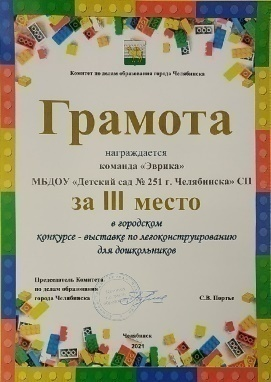 Комитет по делам образования города Челябинска
Грамота
награждается
команда «Эврика»
МБДОУ «Детский сад № 251 г. Челябинска» СП
за III место
в городском
конкурсе - выставке по легоконструированию
для дошкольников
Председатель Комитета
по делам образования
города Челябинска
С.В. Портье
Челябинск
2021